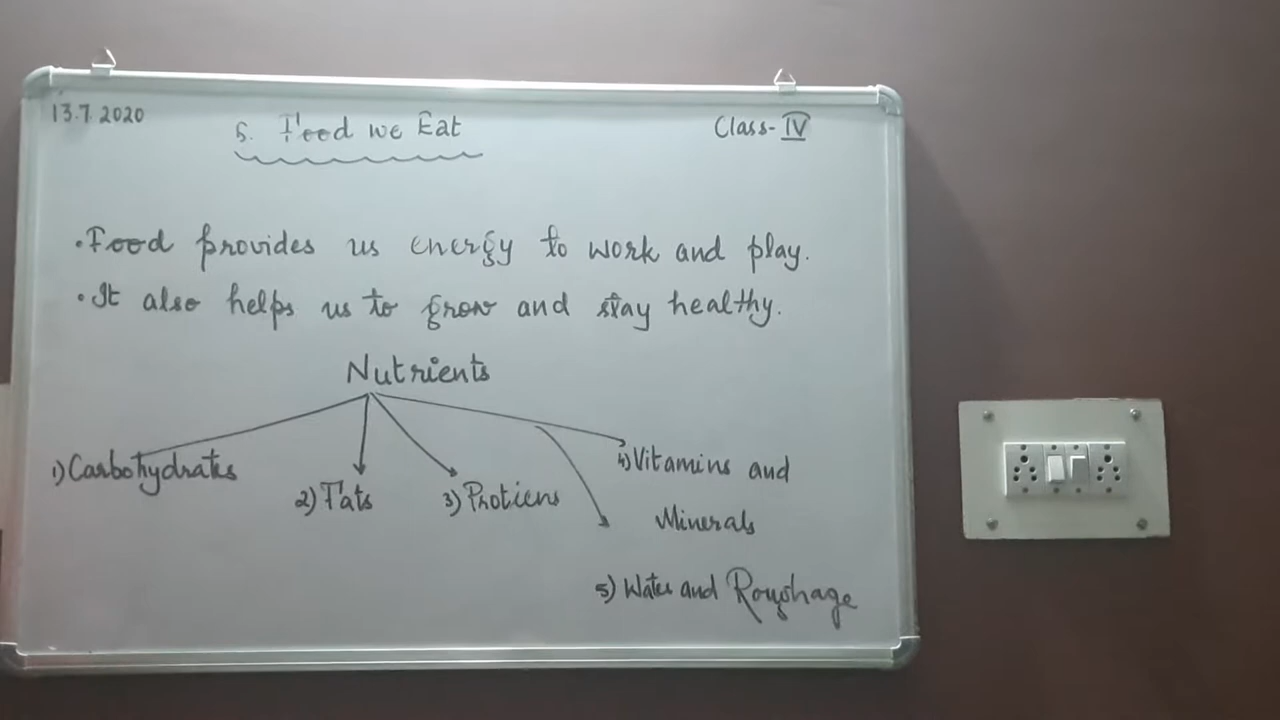 13.7.2020
5. Food we Eat
Class-IV
• Food provides us energy to work and play.
• It also helps us to grow and stay healthy.
Nutrients
1) Carbohydrates
2) Fats
3) Protiens
4) Vitamins and
Minerals
5) Water and Roughage